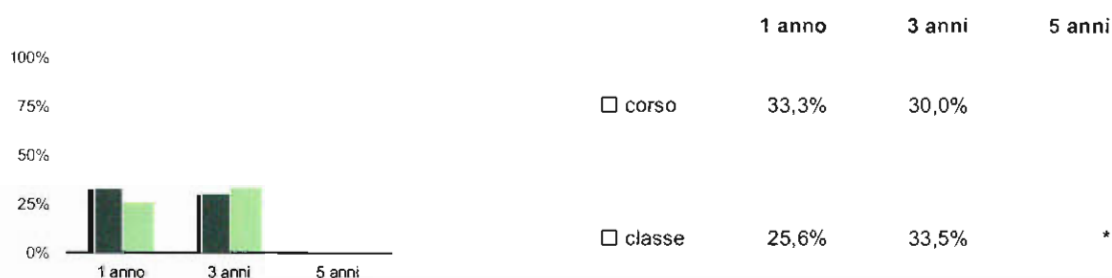 1 anno 3 anni 5 anni
100%
75%
50%
25%
0%
1 anno 3 anni 5 anni
corso 33,3% 30,0%
classe 25,6% 33,5% *